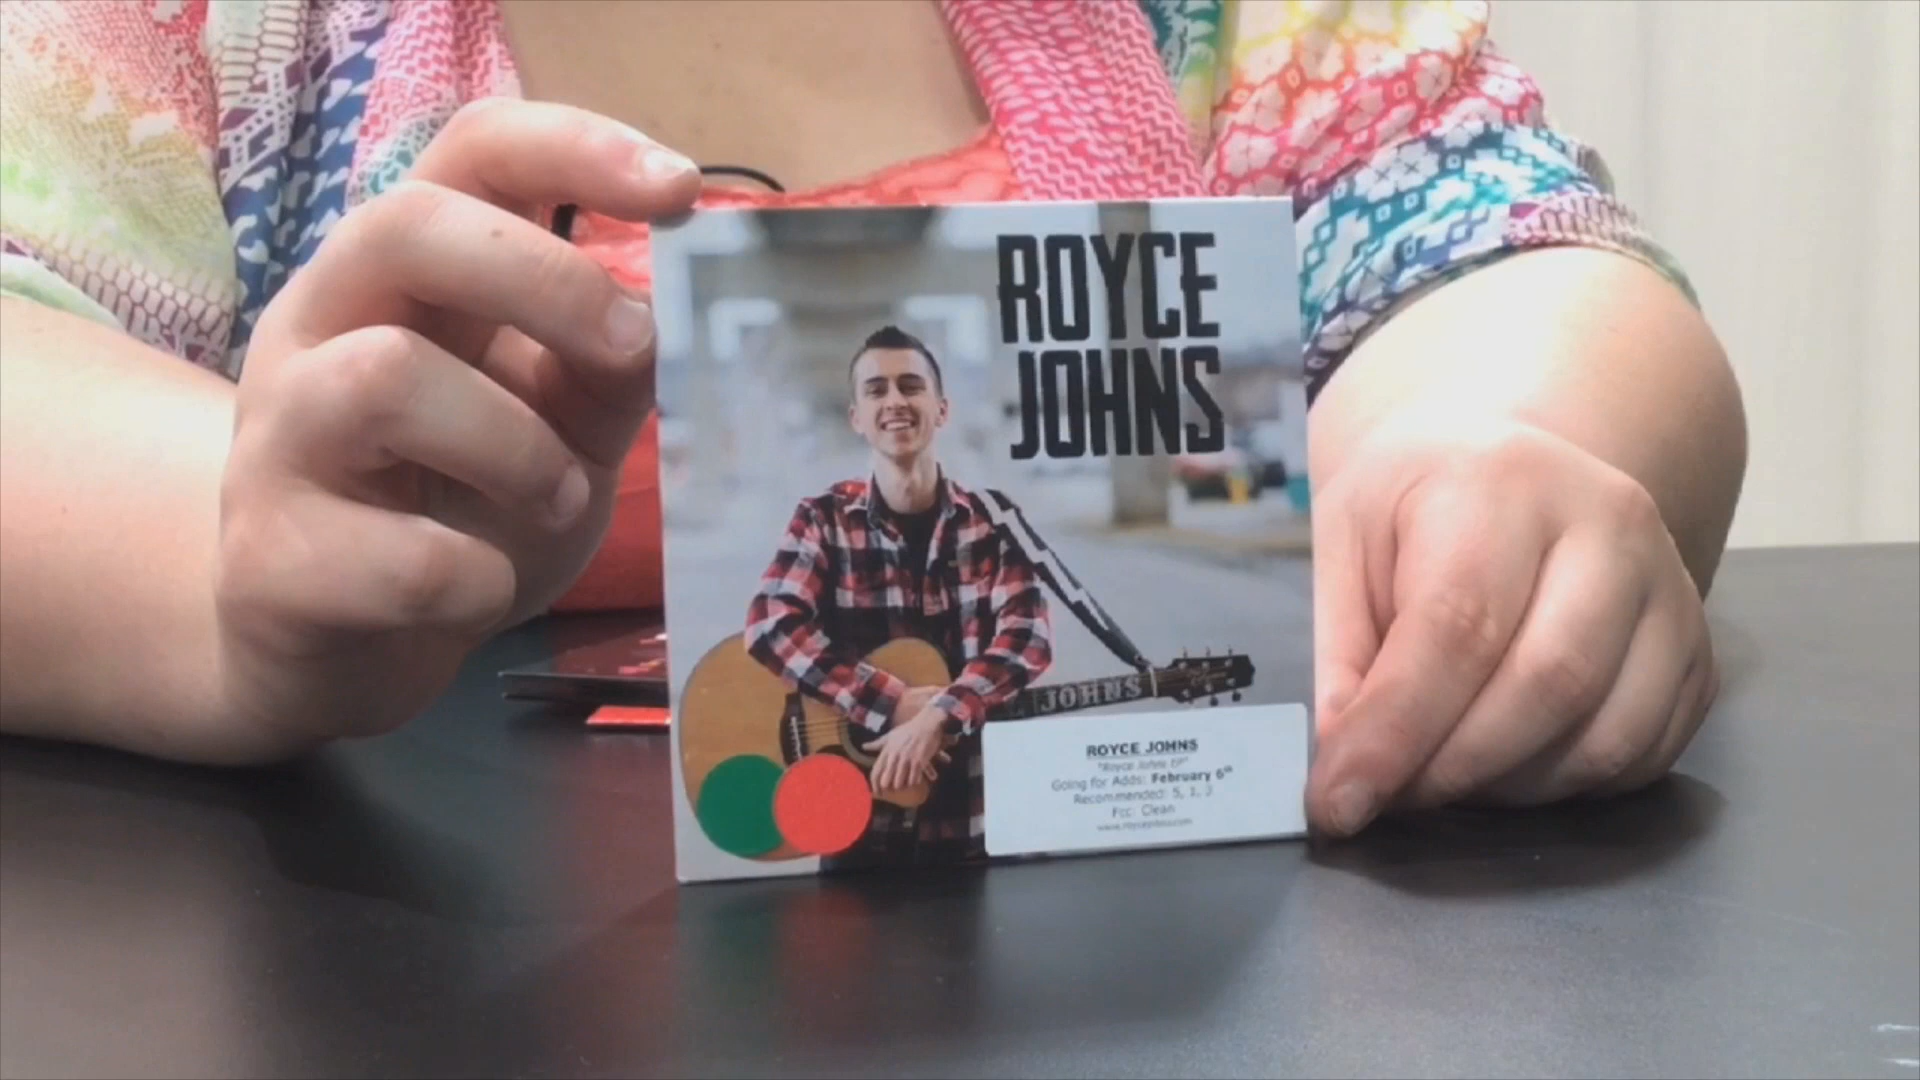 ROYCE
JOHNS
JOHNS
ROYCE JOHNS
"Royce Johns EP"
Going for Adds: February 6th
Recommended: 5, 1, 3
Fcc: Clean